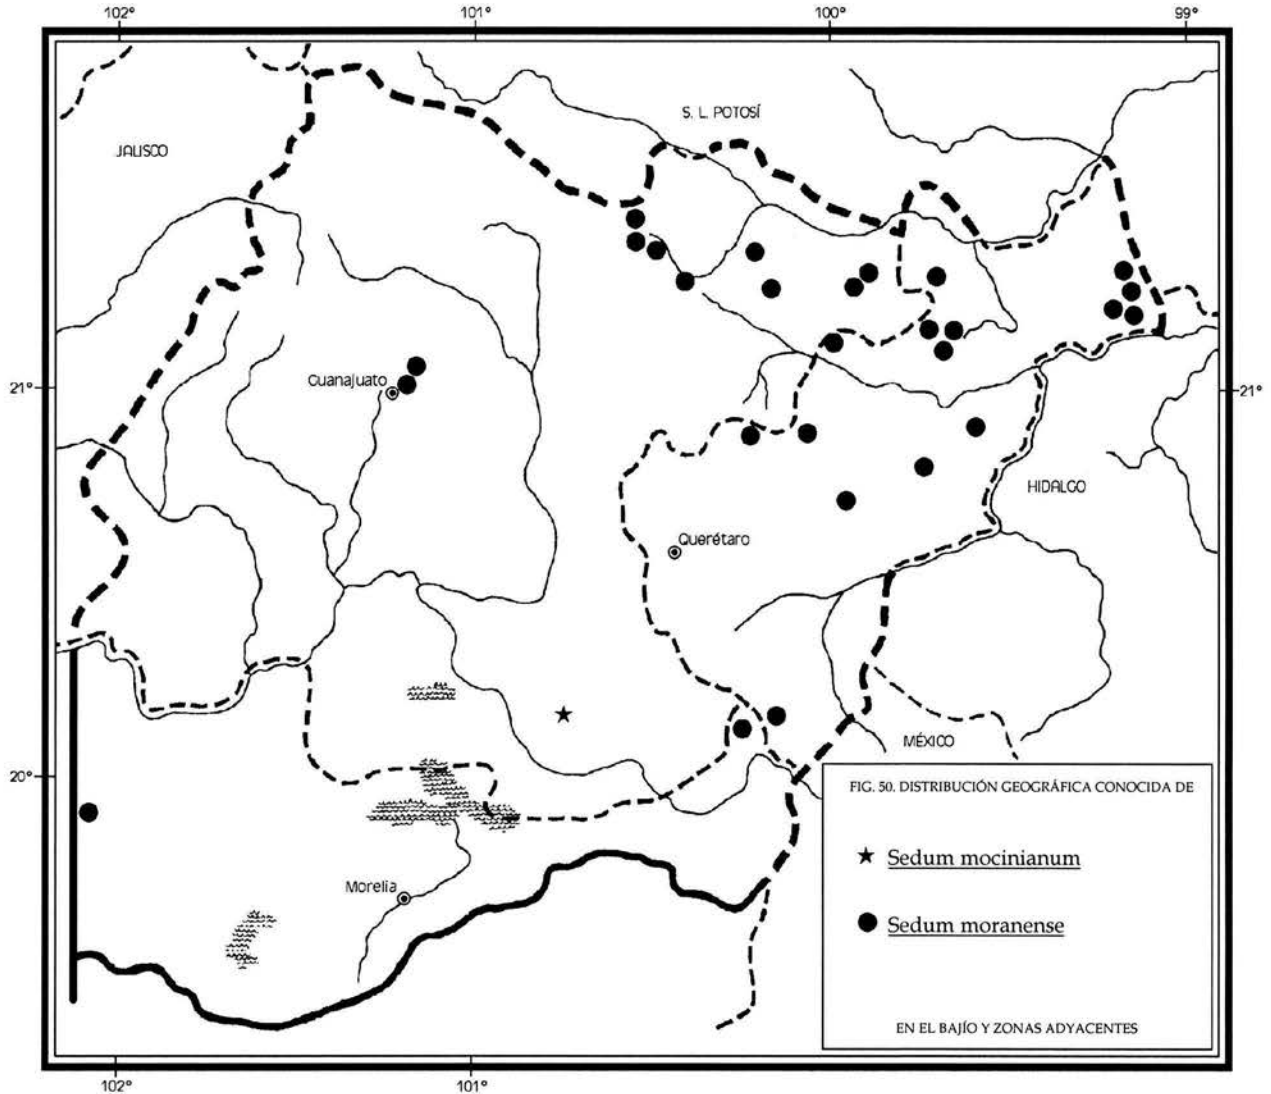 102°
101°
100°
99°
S. L. POTOSÍ
JALISCO
Guanajuato
21°
21°
HIDALGO
Querétaro
MÉXICO
20°
FIG. 50. DISTRIBUCIÓN GEOGRÁFICA CONOCIDA DE
Sedum mocinianum
Morelia
Sedum moranense
EN EL BAJÍO Y ZONAS ADYACENTES
102°
101°